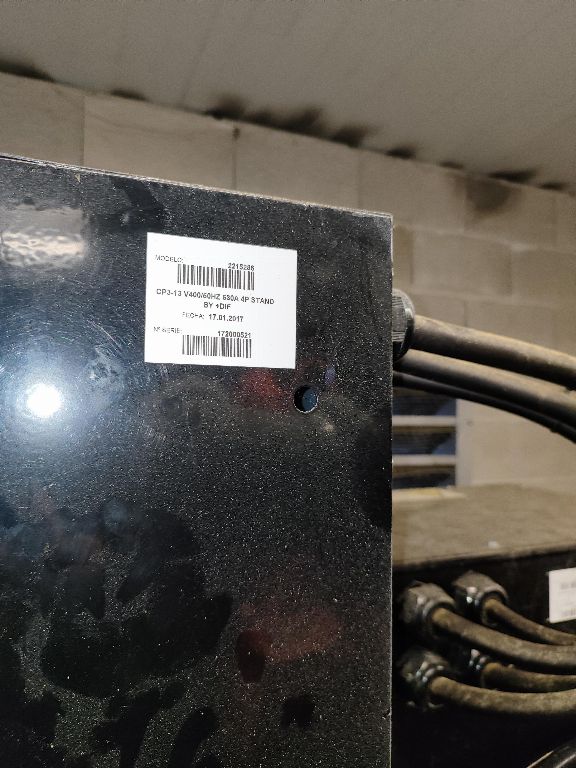 MODELO: 2215286
CP3-13 V400/50HZ 630A 4P STAND
BY +DIF
FECHA: 17.01.2017
Nº SERIE: 172000521